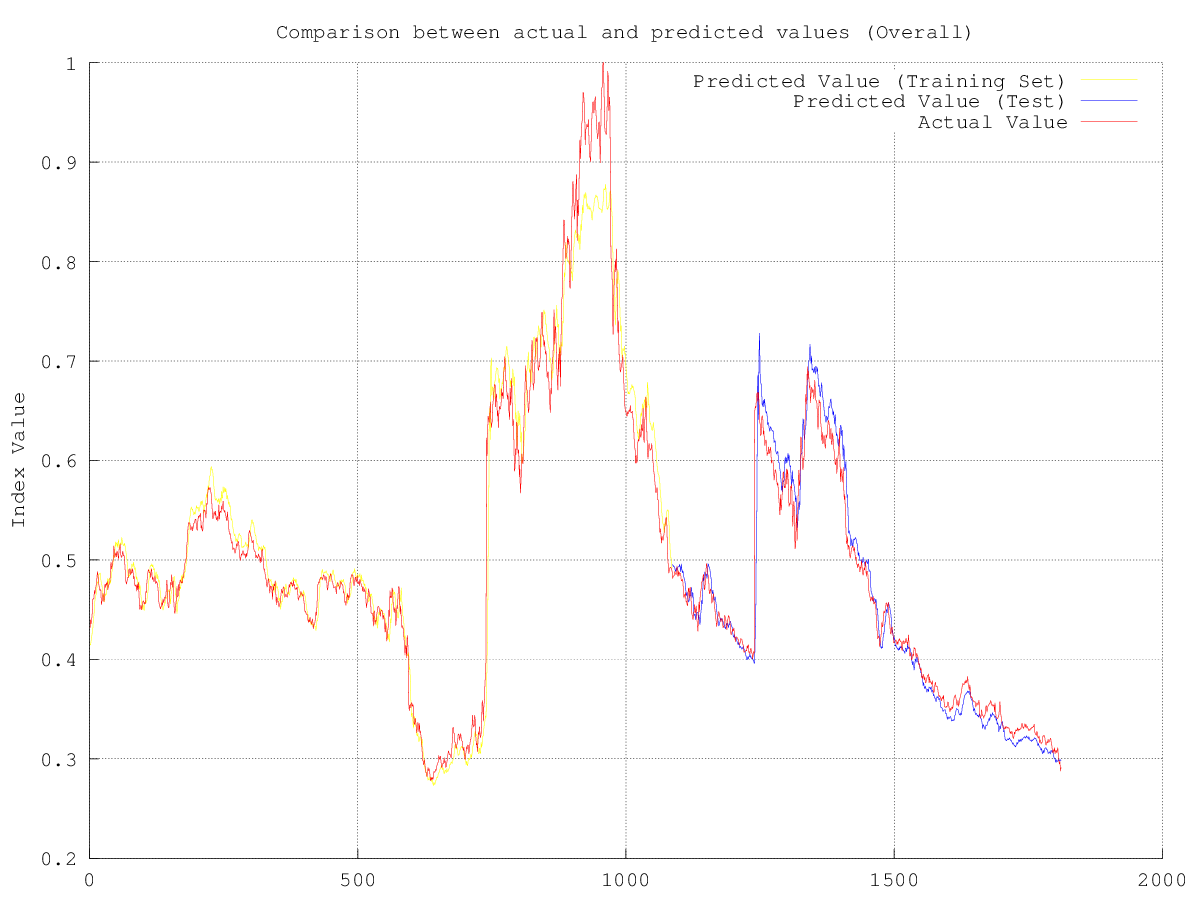 Comparison between actual and predicted values (Overall)
Predicted Value (Training Set)
Predicted Value (Test)
Actual Value
Index Value
1
0.9
0.8
0.7
0.6
0.5
0.4
0.3
0.2
0 500 1000 1500 2000